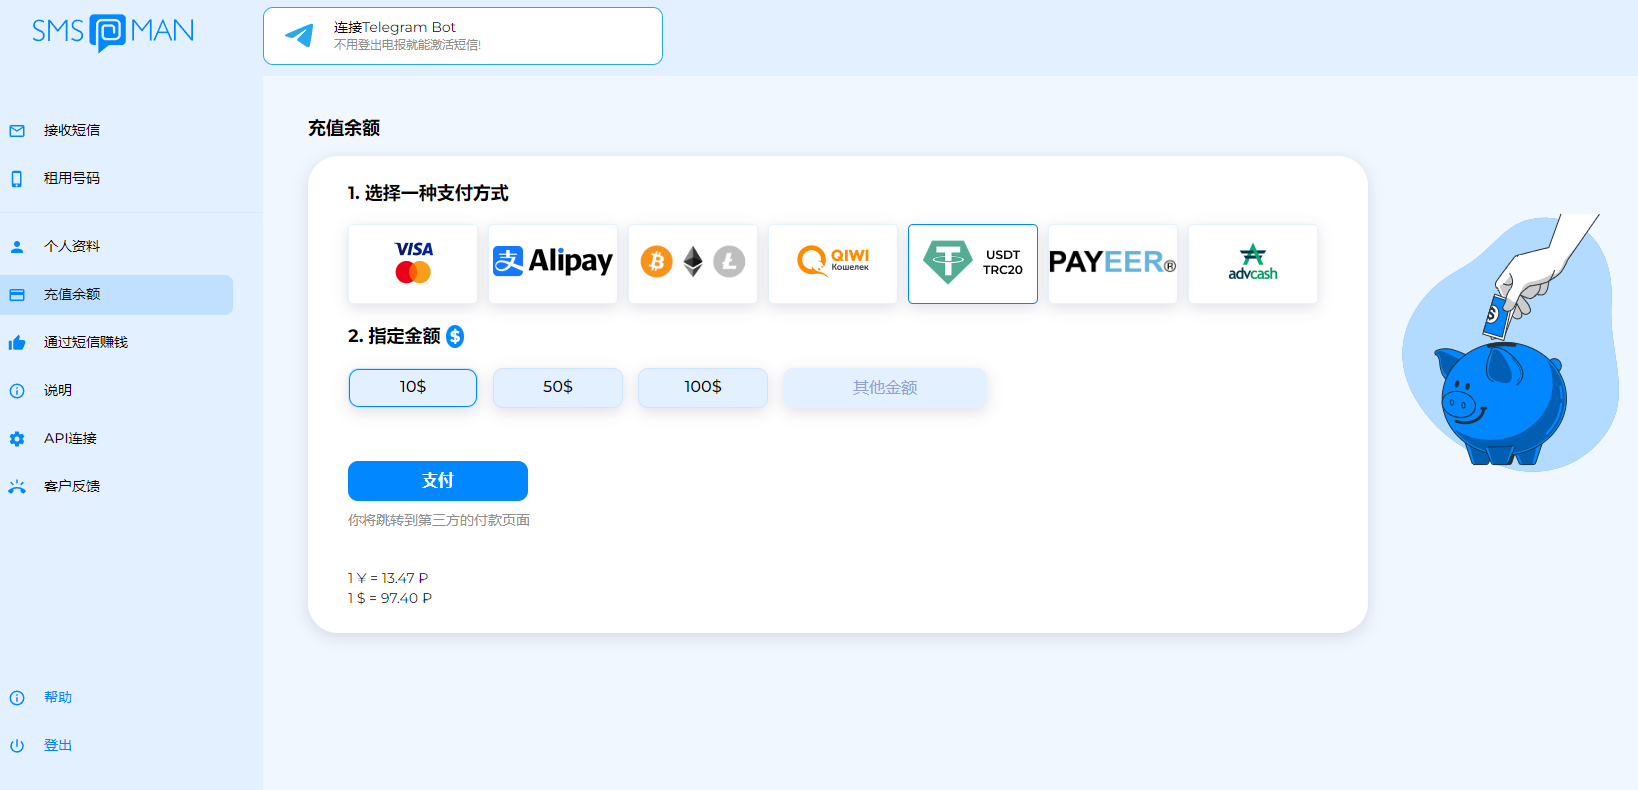 SMS MAN
连接Telegram Bot
不用登出电报就能激活短信!
接收短信
租用号码
个人资料
充值余额
通过短信赚钱
说明
API连接
客户反馈
帮助
登出
充值余额
1. 选择一种支付方式
VISA
支 Alipay
QIWI
Кошелек
USDT
TRC20
PAYEER®
advcash
2. 指定金额 $
10$
50$
100$
其他金额
支付
你将跳转到第三方的付款页面
1 ¥ = 13.47 ₽
1 $ = 97.40 ₽